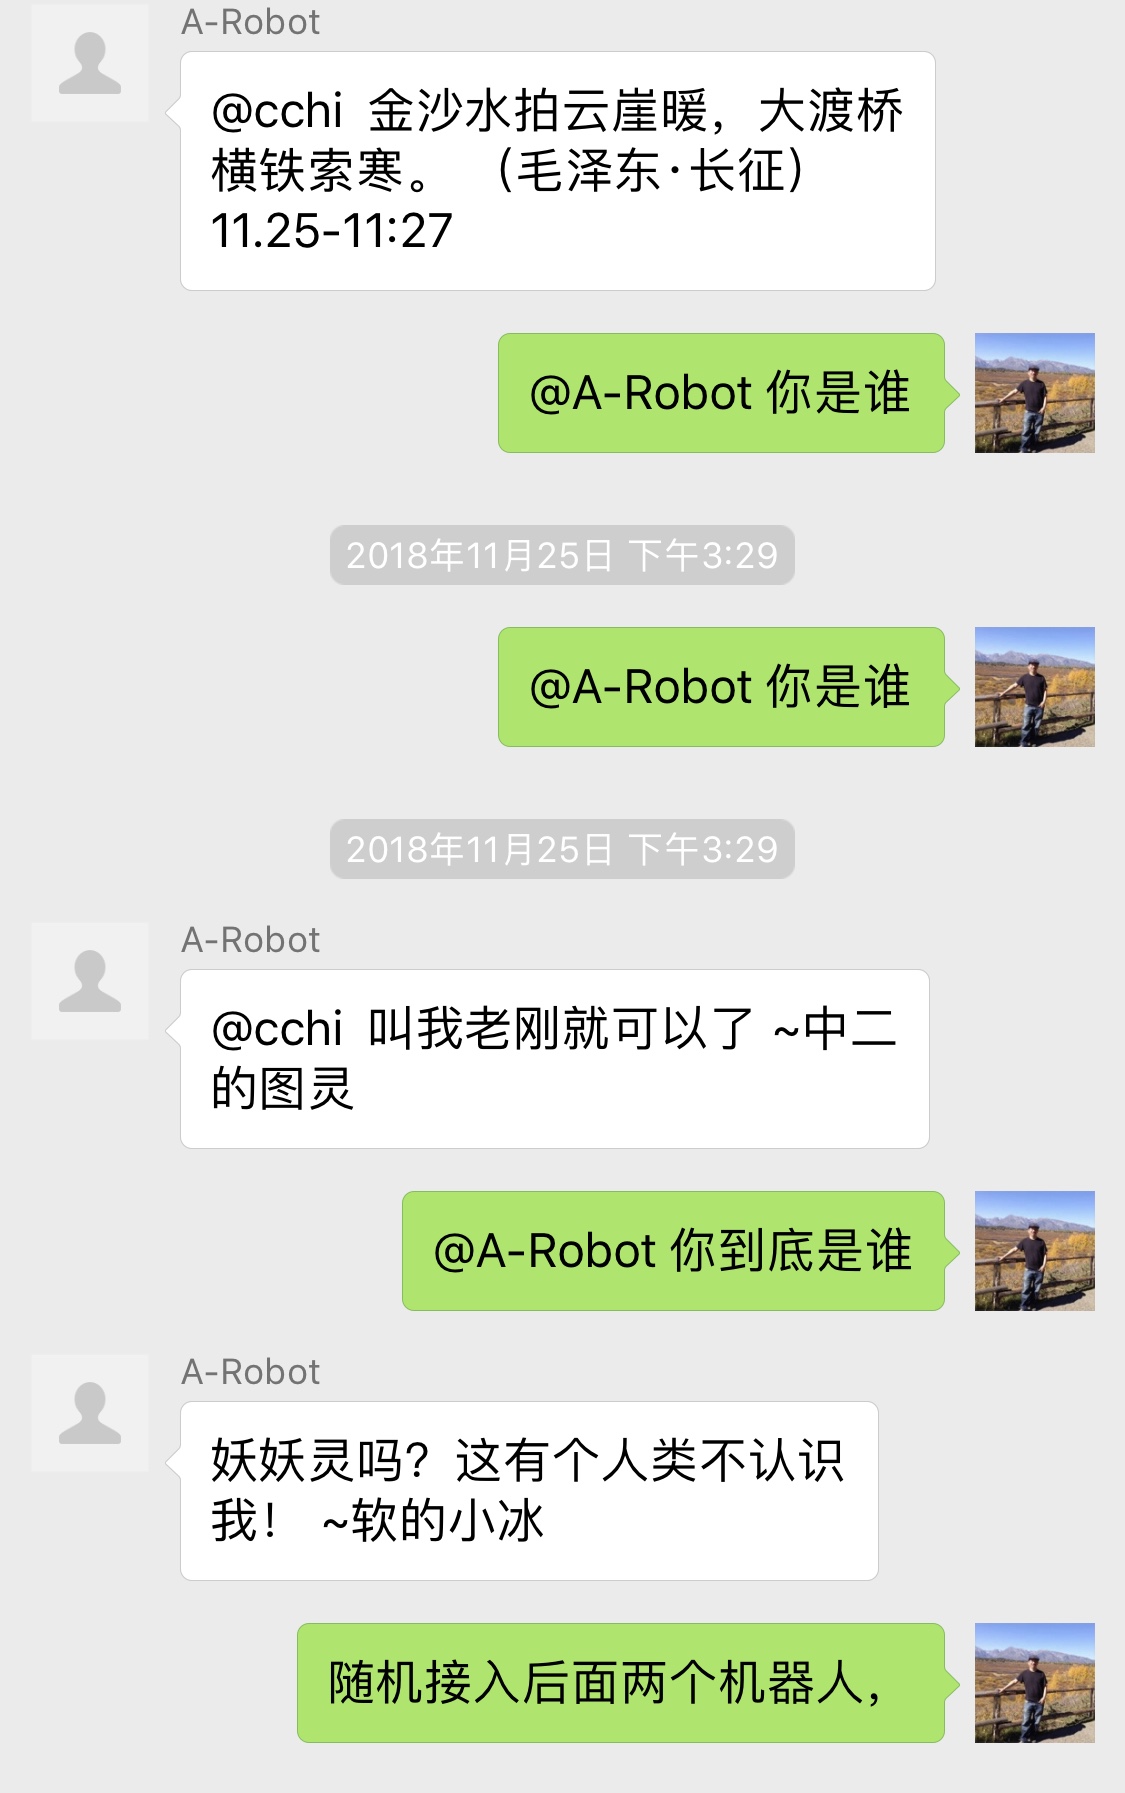 A-Robot
@cchi 金沙水拍云崖暖，大渡桥
横铁索寒。 （毛泽东·长征）
11.25-11:27
@A-Robot 你是谁
2018年11月25日 下午3:29
@A-Robot 你是谁
2018年11月25日 下午3:29
A-Robot
@cchi 叫我老刚就可以了 ~中二
的图灵
@A-Robot 你到底是谁
A-Robot
妖妖灵吗？这有个人类不认识
我！ ~软的小冰
随机接入后面两个机器人，